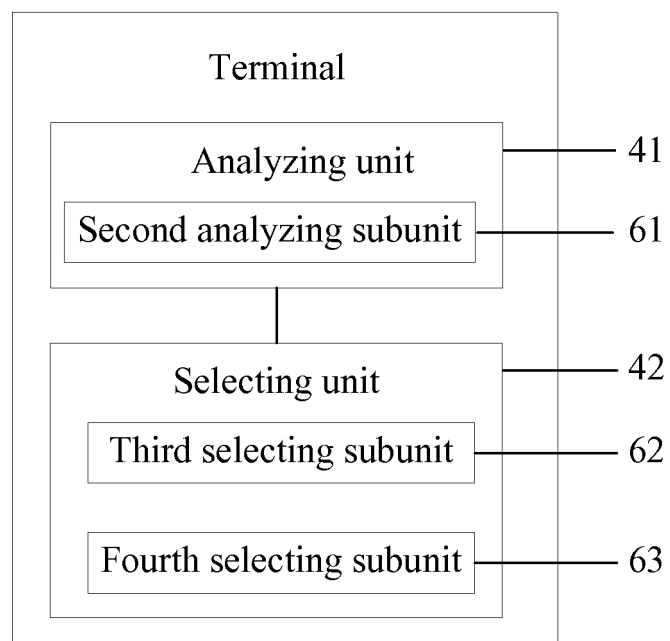 Terminal
Analyzing unit
41
Second analyzing subunit
61
Selecting unit
42
Third selecting subunit
62
Fourth selecting subunit
63